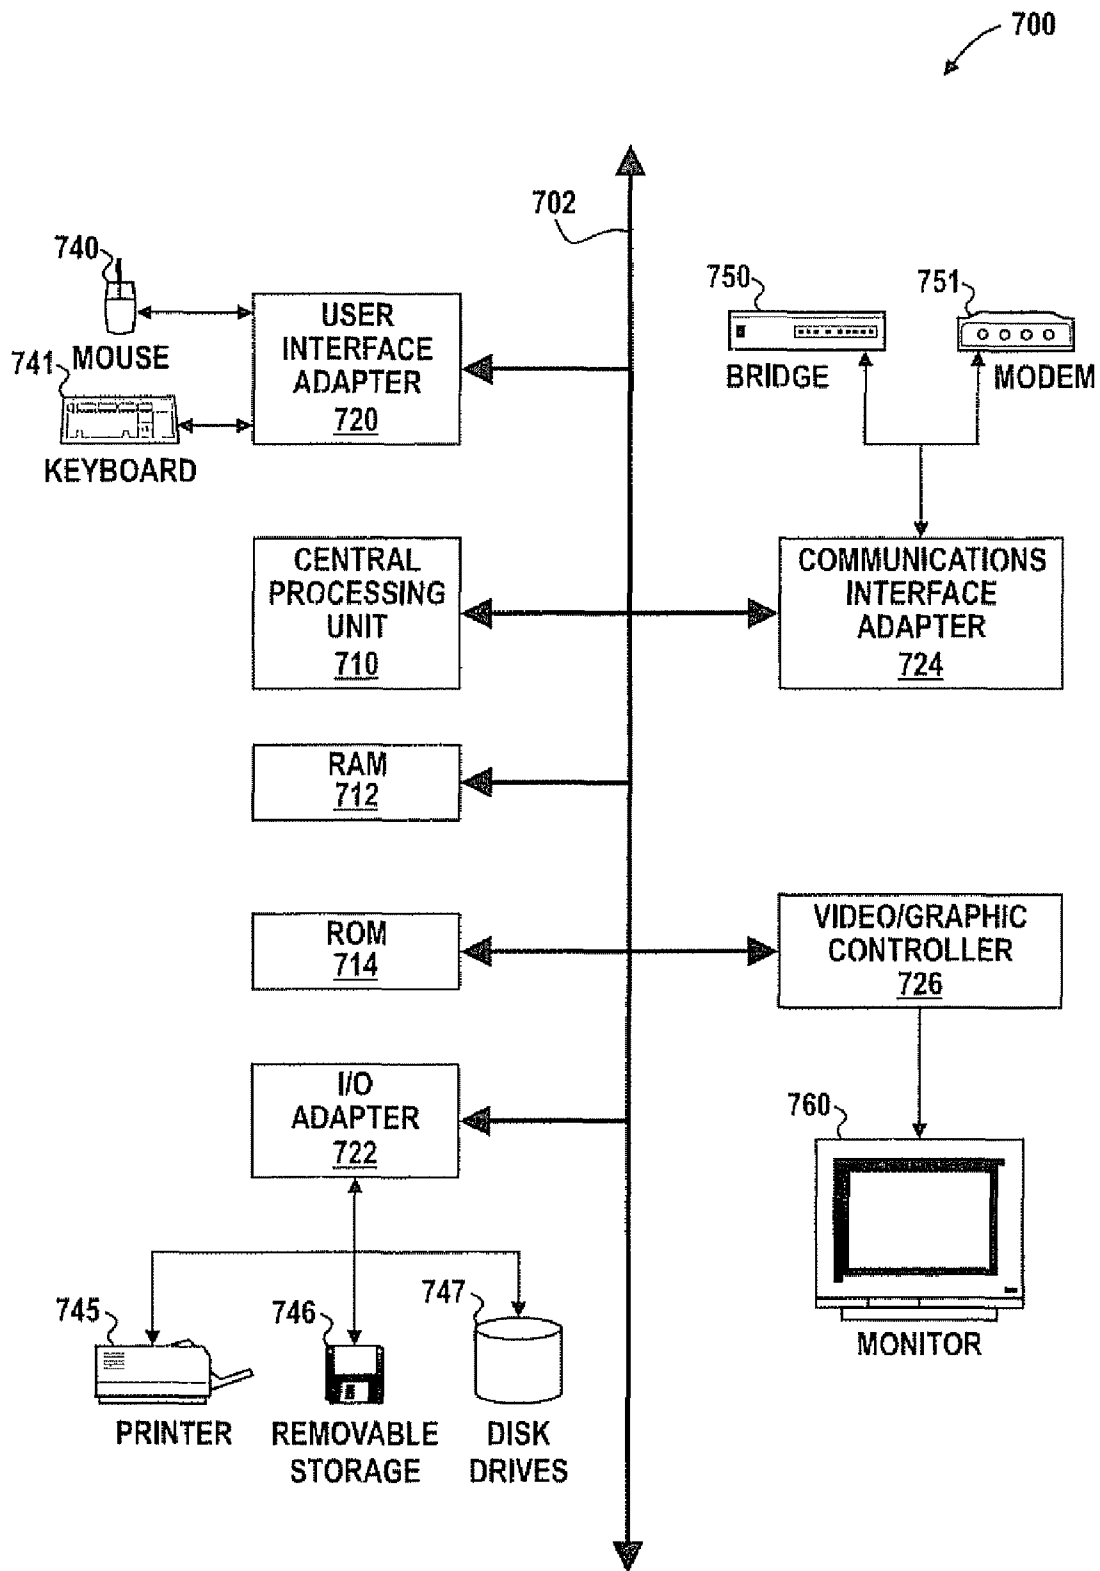 700
702
740
MOUSE
741
KEYBOARD
USER
INTERFACE
ADAPTER
720
750
BRIDGE
751
MODEM
CENTRAL
PROCESSING
UNIT
710
COMMUNICATIONS
INTERFACE
ADAPTER
724
RAM
712
ROM
714
VIDEO/GRAPHIC
CONTROLLER
726
I/O
ADAPTER
722
760
MONITOR
745
PRINTER
746
REMOVABLE
STORAGE
747
DISK
DRIVES